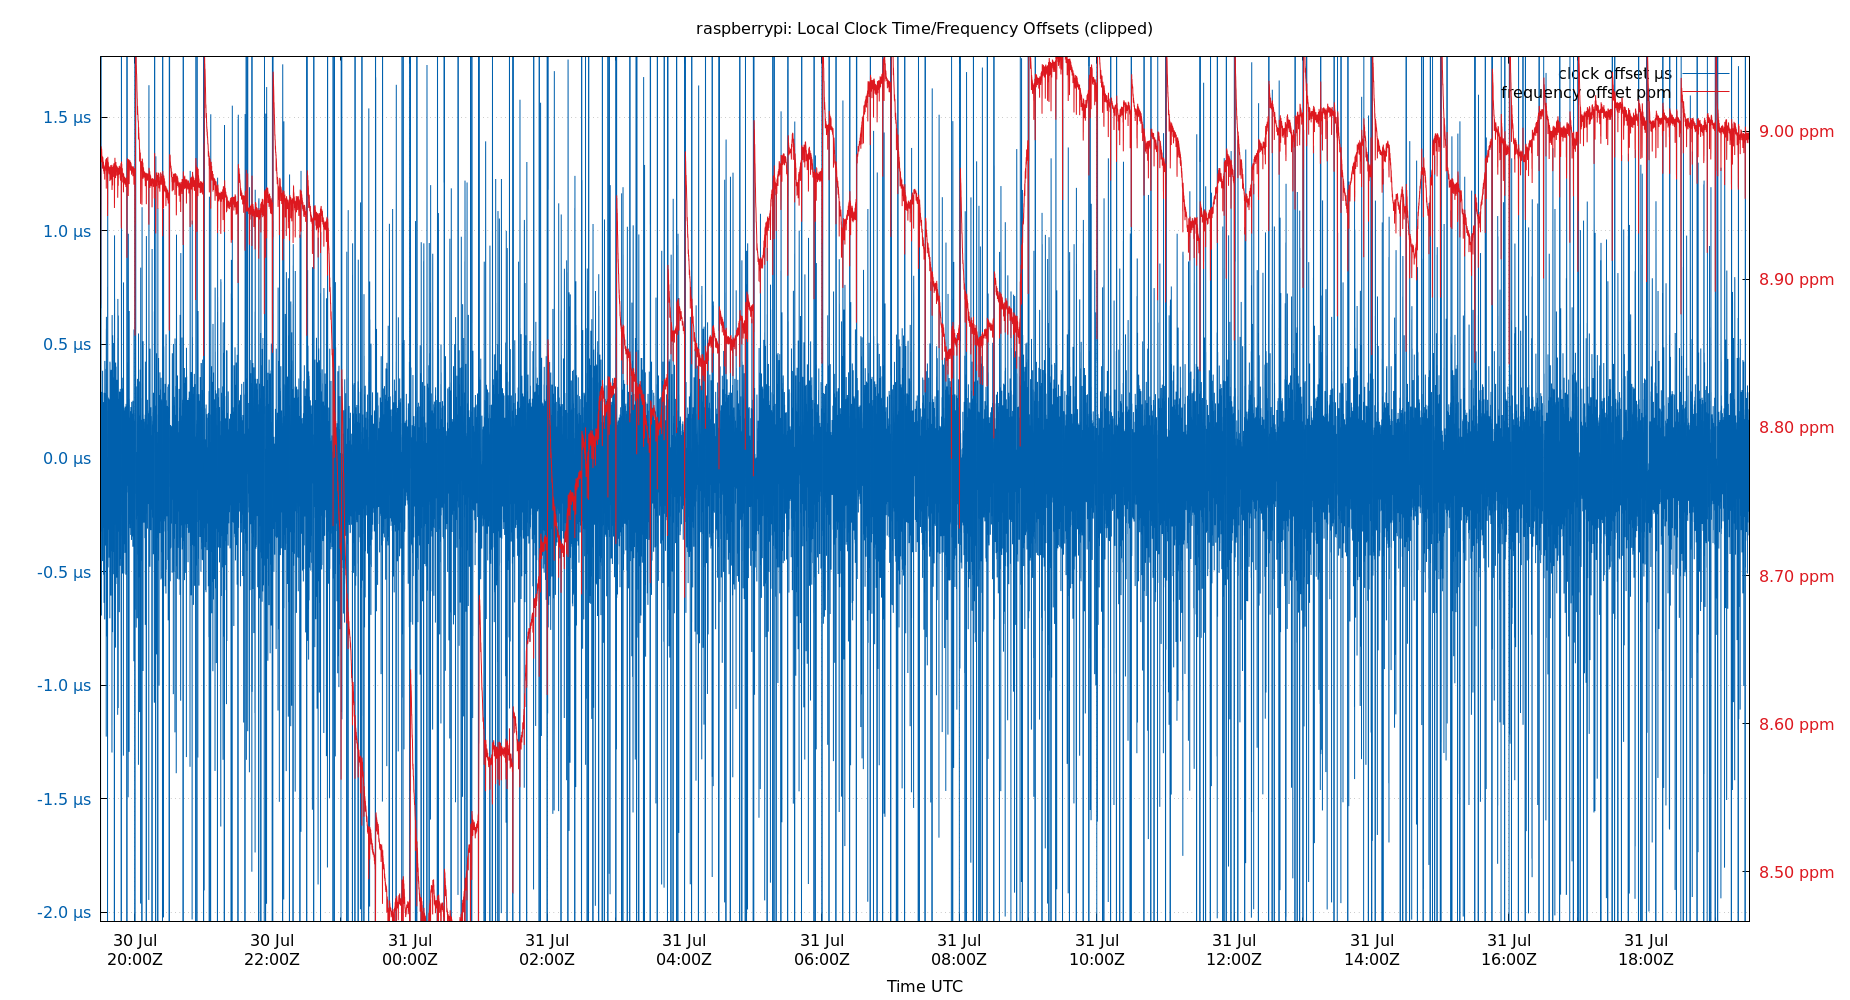 raspberrypi: Local Clock Time/Frequency Offsets (clipped)
clock offset µs
frequency offset ppm
1.5 µs
1.0 µs
0.5 µs
0.0 µs
-0.5 µs
-1.0 µs
-1.5 µs
-2.0 µs
9.00 ppm
8.90 ppm
8.80 ppm
8.70 ppm
8.60 ppm
8.50 ppm
30 Jul 30 Jul 31 Jul 31 Jul 31 Jul 31 Jul 31 Jul 31 Jul 31 Jul 31 Jul 31 Jul 31 Jul
20:00Z 22:00Z 00:00Z 02:00Z 04:00Z 06:00Z 08:00Z 10:00Z 12:00Z 14:00Z 16:00Z 18:00Z
Time UTC